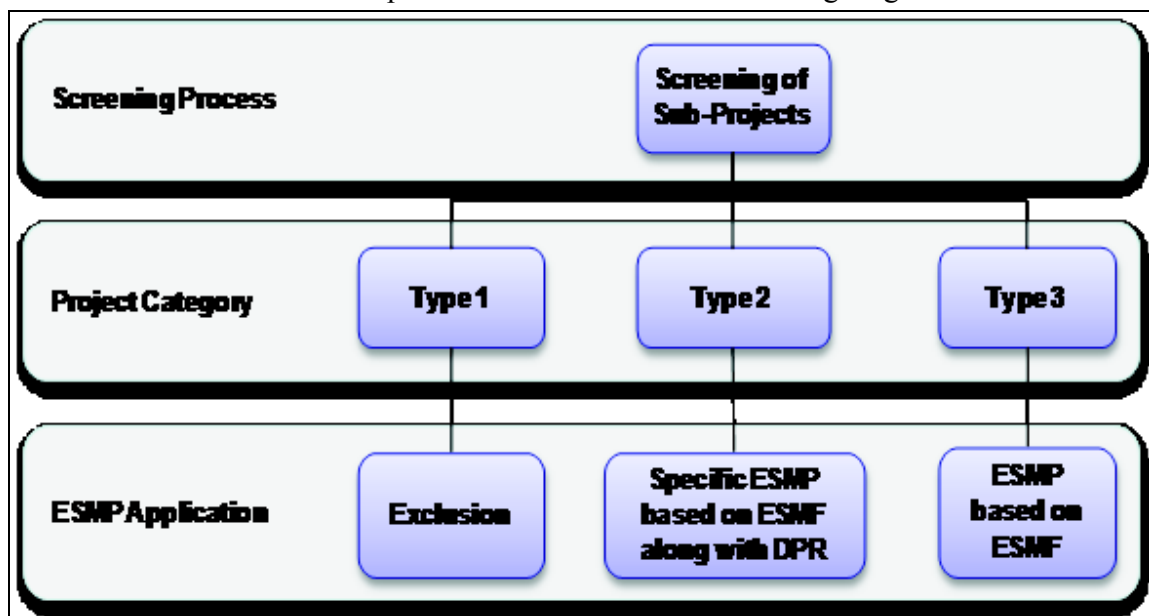 Screening Process
Screening of
Sub-Projects
Project Category
Type 1
Type 2
Type 3
ESMP Application
Exclusion
Specific ESMP
based on ESMF
along with DPR
ESMP
based on
ESMF